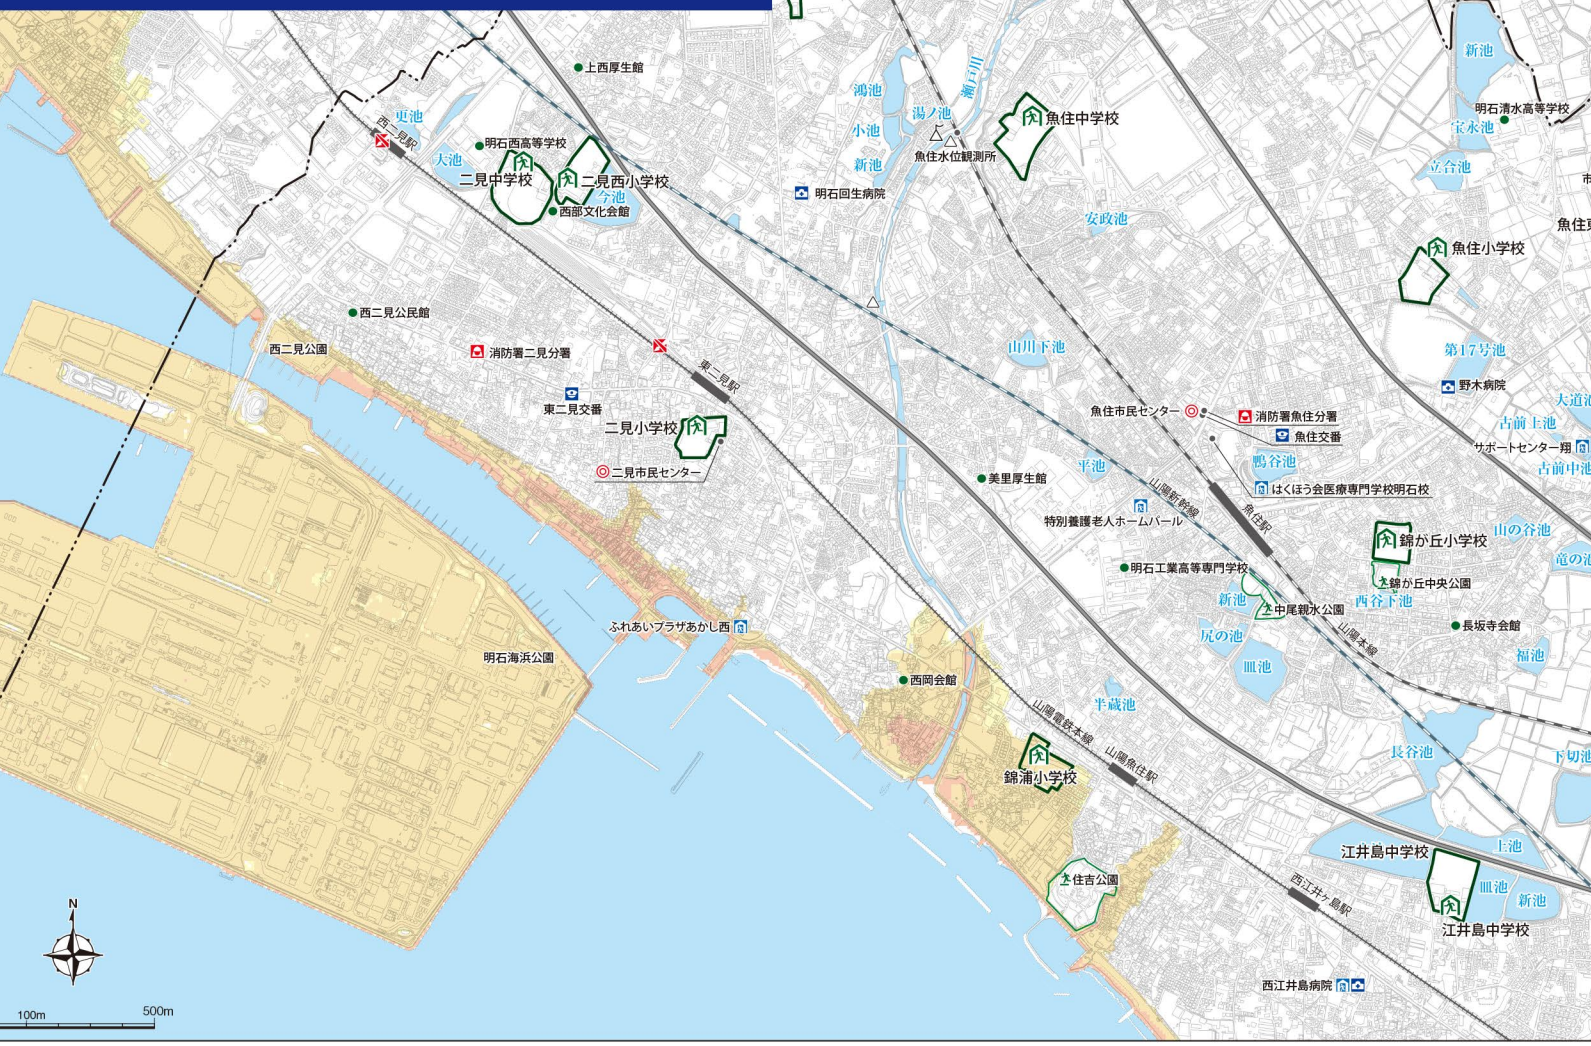 上西厚生館
鴻池
湯ノ池
瀬戸川
新池
明石清水高等学校
更池
西二見駅
明石西高等学校
小池
魚住中学校
宝永池
大池
二見中学校
二見西小学校
新池
魚住水位観測所
立合池
今池
西部文化会館
明石回生病院
安政池
魚住小学校
西二見公民館
西二見公園
消防署二見分署
山川下池
第17号池
東二見駅
野木病院
東二見交番
魚住市民センター
消防署魚住分署
大道池
二見小学校
魚住交番
古前上池
サポートセンター翔
二見市民センター
美里厚生館
平池
鴨谷池
古前中池
山陽新幹線
はくほう会医療専門学校明石校
特別養護老人ホームパール
魚住駅
山の谷池
錦が丘小学校
明石工業高等専門学校
錦が丘中央公園
新池
中尾親水公園
西谷下池
ふれあいプラザあかし西
尻の池
山陽本線
長坂寺会館
明石海浜公園
皿池
福池
西岡会館
半蔵池
山陽電鉄本線
山陽魚住駅
長谷池
下切池
錦浦小学校
江井島中学校
上池
住吉公園
西江井ヶ島駅
皿池
新池
N
江井島中学校
西江井島病院
100m
500m